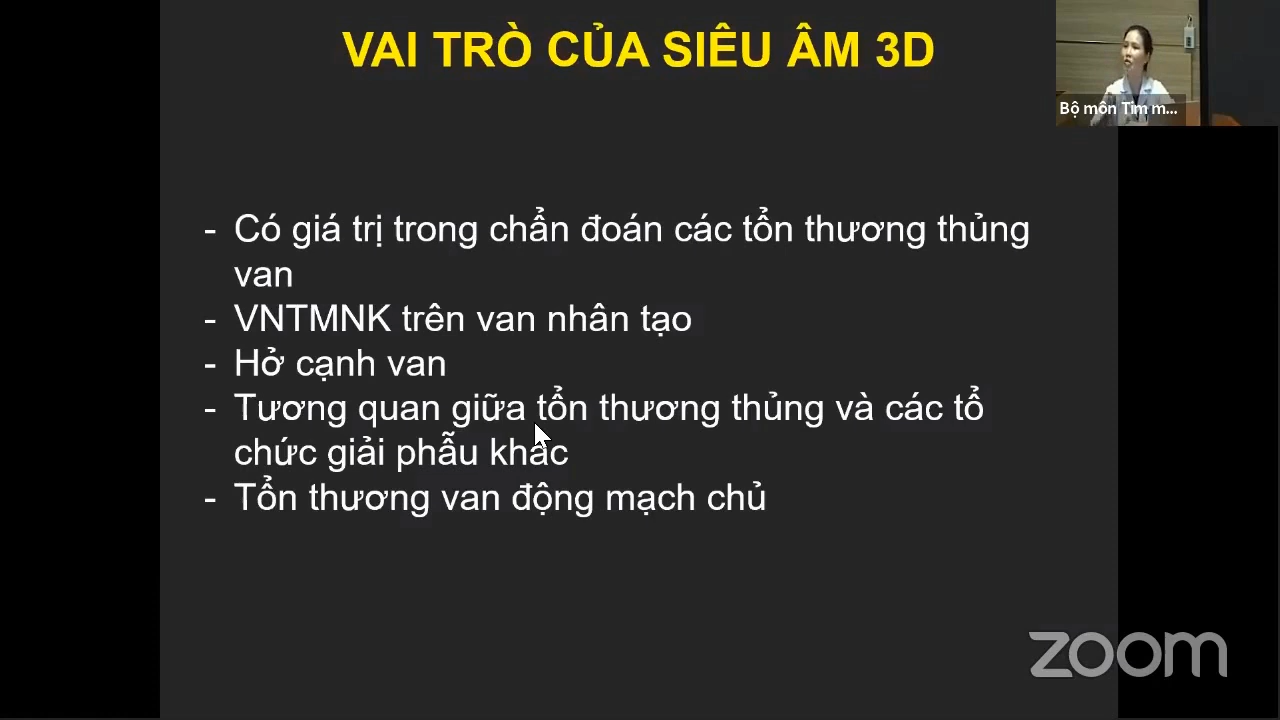 VAI TRÒ CỦA SIÊU ÂM 3D
Bộ môn Tim m...
- Có giá trị trong chẩn đoán các tổn thương thủng
van
- VNTMNK trên van nhân tạo
- Hở cạnh van
- Tương quan giữa tổn thương thủng và các tổ
chức giải phẫu khác
- Tổn thương van động mạch chủ
zoom